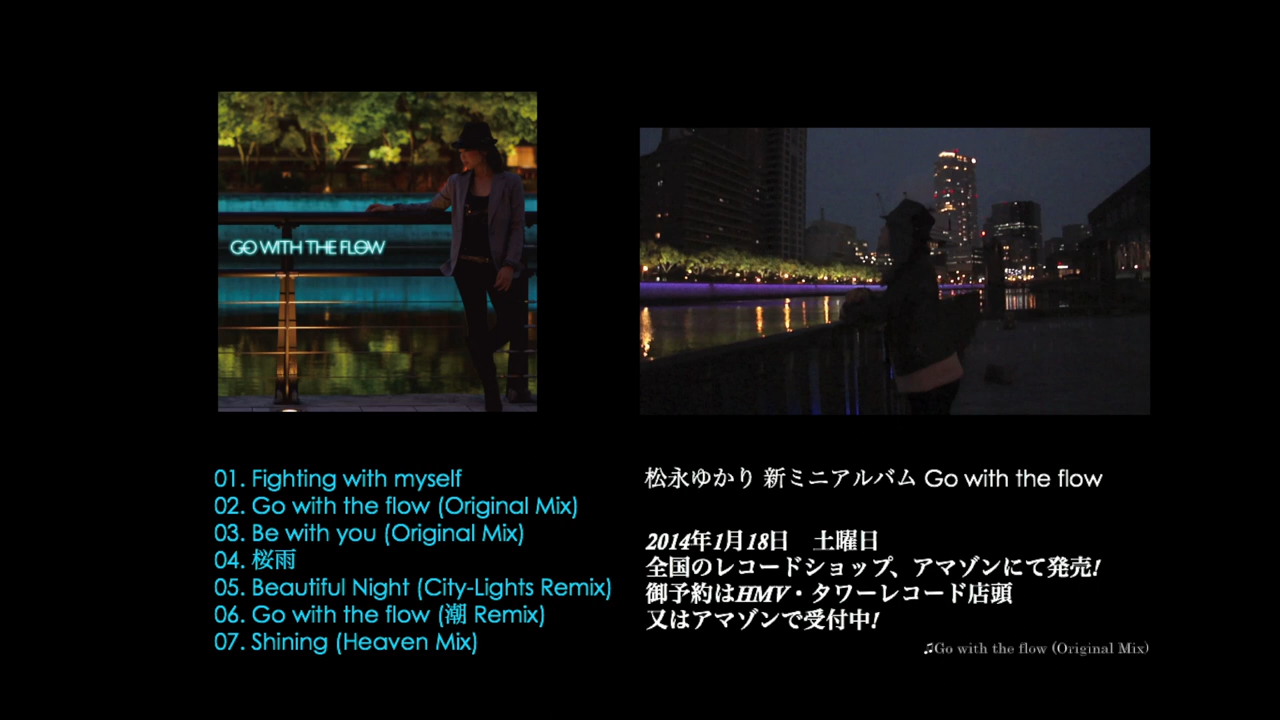 GO WITH THE FLOW
01. Fighting with myself
02. Go with the flow (Original Mix)
03. Be with you (Original Mix)
04. 桜雨
05. Beautiful Night (City-Lights Remix)
06. Go with the flow (潮 Remix)
07. Shining (Heaven Mix)
松永ゆかり 新ミニアルバム Go with the flow
2014年1月18日　土曜日
全国のレコードショップ、アマゾンにて発売!
御予約はHMV・タワーレコード店頭
又はアマゾンで受付中!
♫Go with the flow (Original Mix)